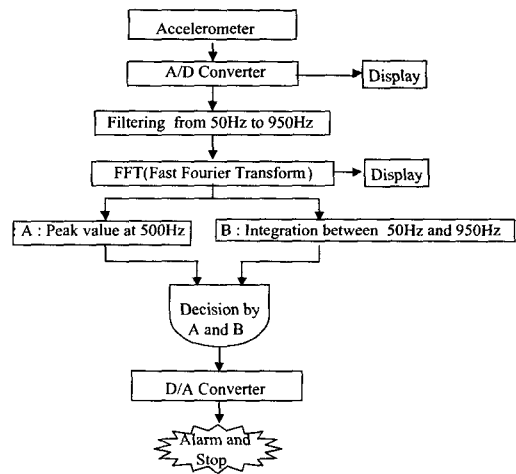 Accelerometer
A/D Converter
Display
Filtering from 50Hz to 950Hz
FFT(Fast Fourier Transform)
Display
A : Peak value at 500Hz
B : Integration between 50Hz and 950Hz
Decision by
A and B
D/A Converter
Alarm and
Stop